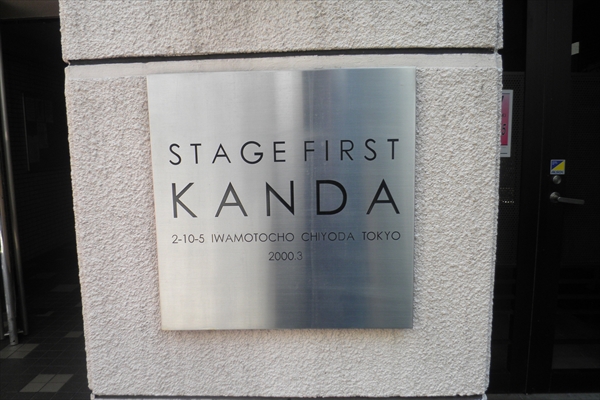 STAGE FIRST
KANDA
2-10-5 IWAMOTOCHO CHIYODA TOKYO
2000.3